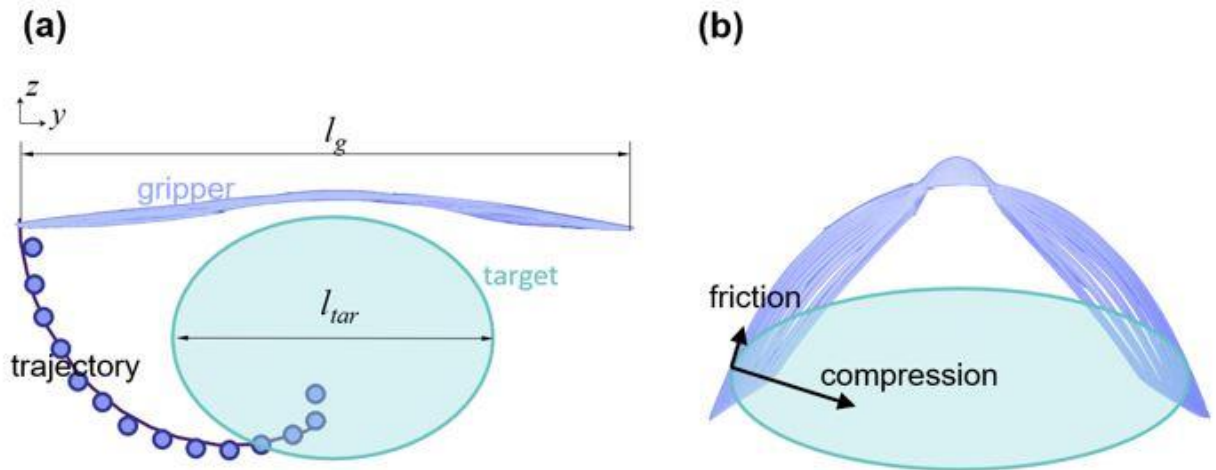 (a)
z
y
l_g
gripper
target
l_tar
trajectory
(b)
friction
compression